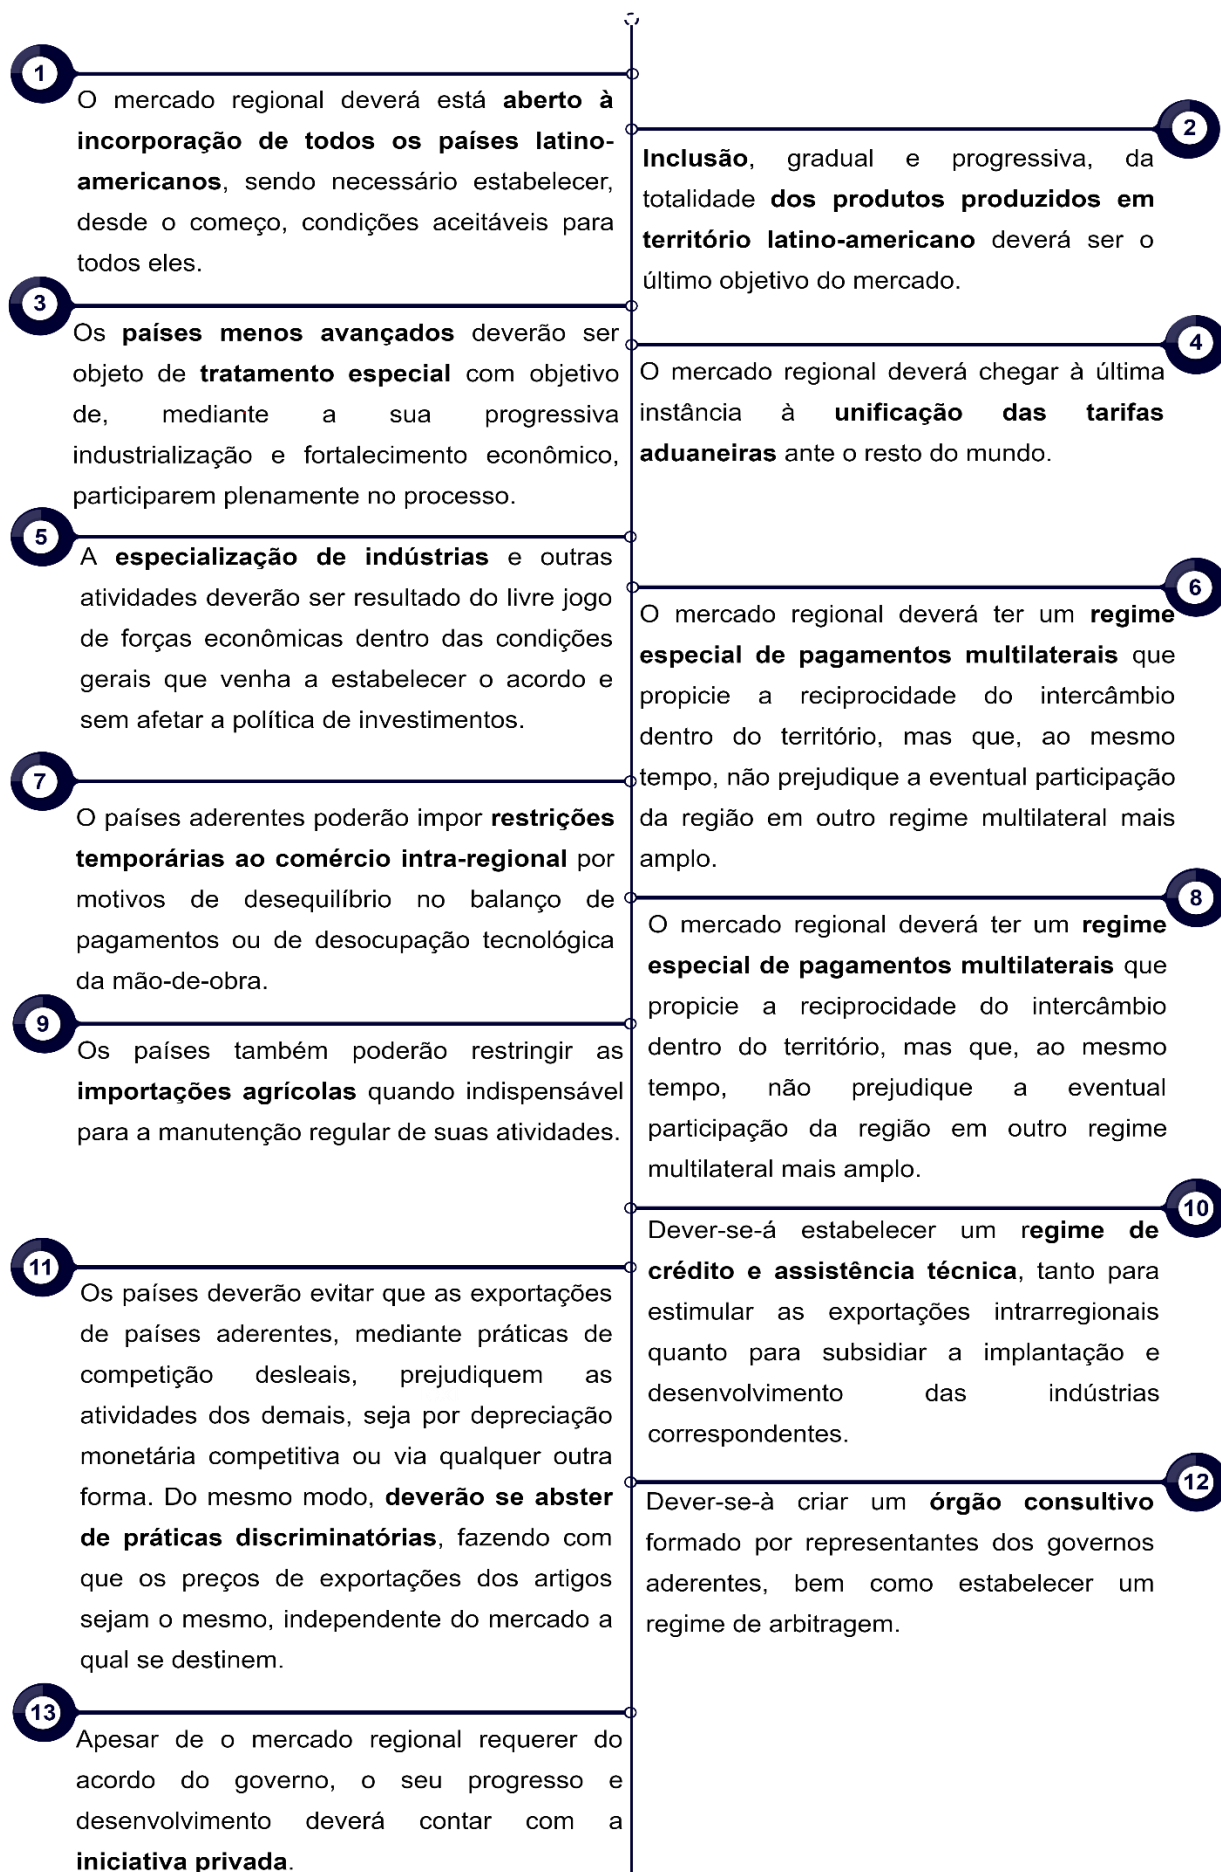 1
O mercado regional deverá está aberto à
incorporação de todos os países latino-
americanos, sendo necessário estabelecer,
desde o começo, condições aceitáveis para
todos eles.
2
Inclusão, gradual e progressiva, da
totalidade dos produtos produzidos em
território latino-americano deverá ser o
último objetivo do mercado.
3
Os países menos avançados deverão ser
objeto de tratamento especial com objetivo
de, mediante a sua progressiva
industrialização e fortalecimento econômico,
participarem plenamente no processo.
4
O mercado regional deverá chegar à última
instância à unificação das tarifas
aduaneiras ante o resto do mundo.
5
A especialização de indústrias e outras
atividades deverão ser resultado do livre jogo
de forças econômicas dentro das condições
gerais que venha a estabelecer o acordo e
sem afetar a política de investimentos.
6
O mercado regional deverá ter um regime
especial de pagamentos multilaterais que
propicie a reciprocidade do intercâmbio
dentro do território, mas que, ao mesmo
tempo, não prejudique a eventual participação
da região em outro regime multilateral mais
amplo.
7
O países aderentes poderão impor restrições
temporárias ao comércio intra-regional por
motivos de desequilíbrio no balanço de
pagamentos ou de desocupação tecnológica
da mão-de-obra.
8
O mercado regional deverá ter um regime
especial de pagamentos multilaterais que
propicie a reciprocidade do intercâmbio
dentro do território, mas que, ao mesmo
tempo, não prejudique a eventual
participação da região em outro regime
multilateral mais amplo.
9
Os países também poderão restringir as
importações agrícolas quando indispensável
para a manutenção regular de suas atividades.
10
Dever-se-á estabelecer um regime de
crédito e assistência técnica, tanto para
estimular as exportações intrarregionais
quanto para subsidiar a implantação e
desenvolvimento das indústrias
correspondentes.
11
Os países deverão evitar que as exportações
de países aderentes, mediante práticas de
competição desleais, prejudiquem as
atividades dos demais, seja por depreciação
monetária competitiva ou via qualquer outra
forma. Do mesmo modo, deverão se abster
de práticas discriminatórias, fazendo com
que os preços de exportações dos artigos
sejam o mesmo, independente do mercado a
qual se destinem.
12
Dever-se-à criar um órgão consultivo
formado por representantes dos governos
aderentes, bem como estabelecer um
regime de arbitragem.
13
Apesar de o mercado regional requerer do
acordo do governo, o seu progresso e
desenvolvimento deverá contar com a
iniciativa privada.